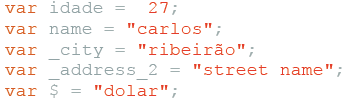 var idade =  27;
var name = "carlos";
var _city = "ribeirão";
var _address_2 = "street name";
var $ = "dolar";